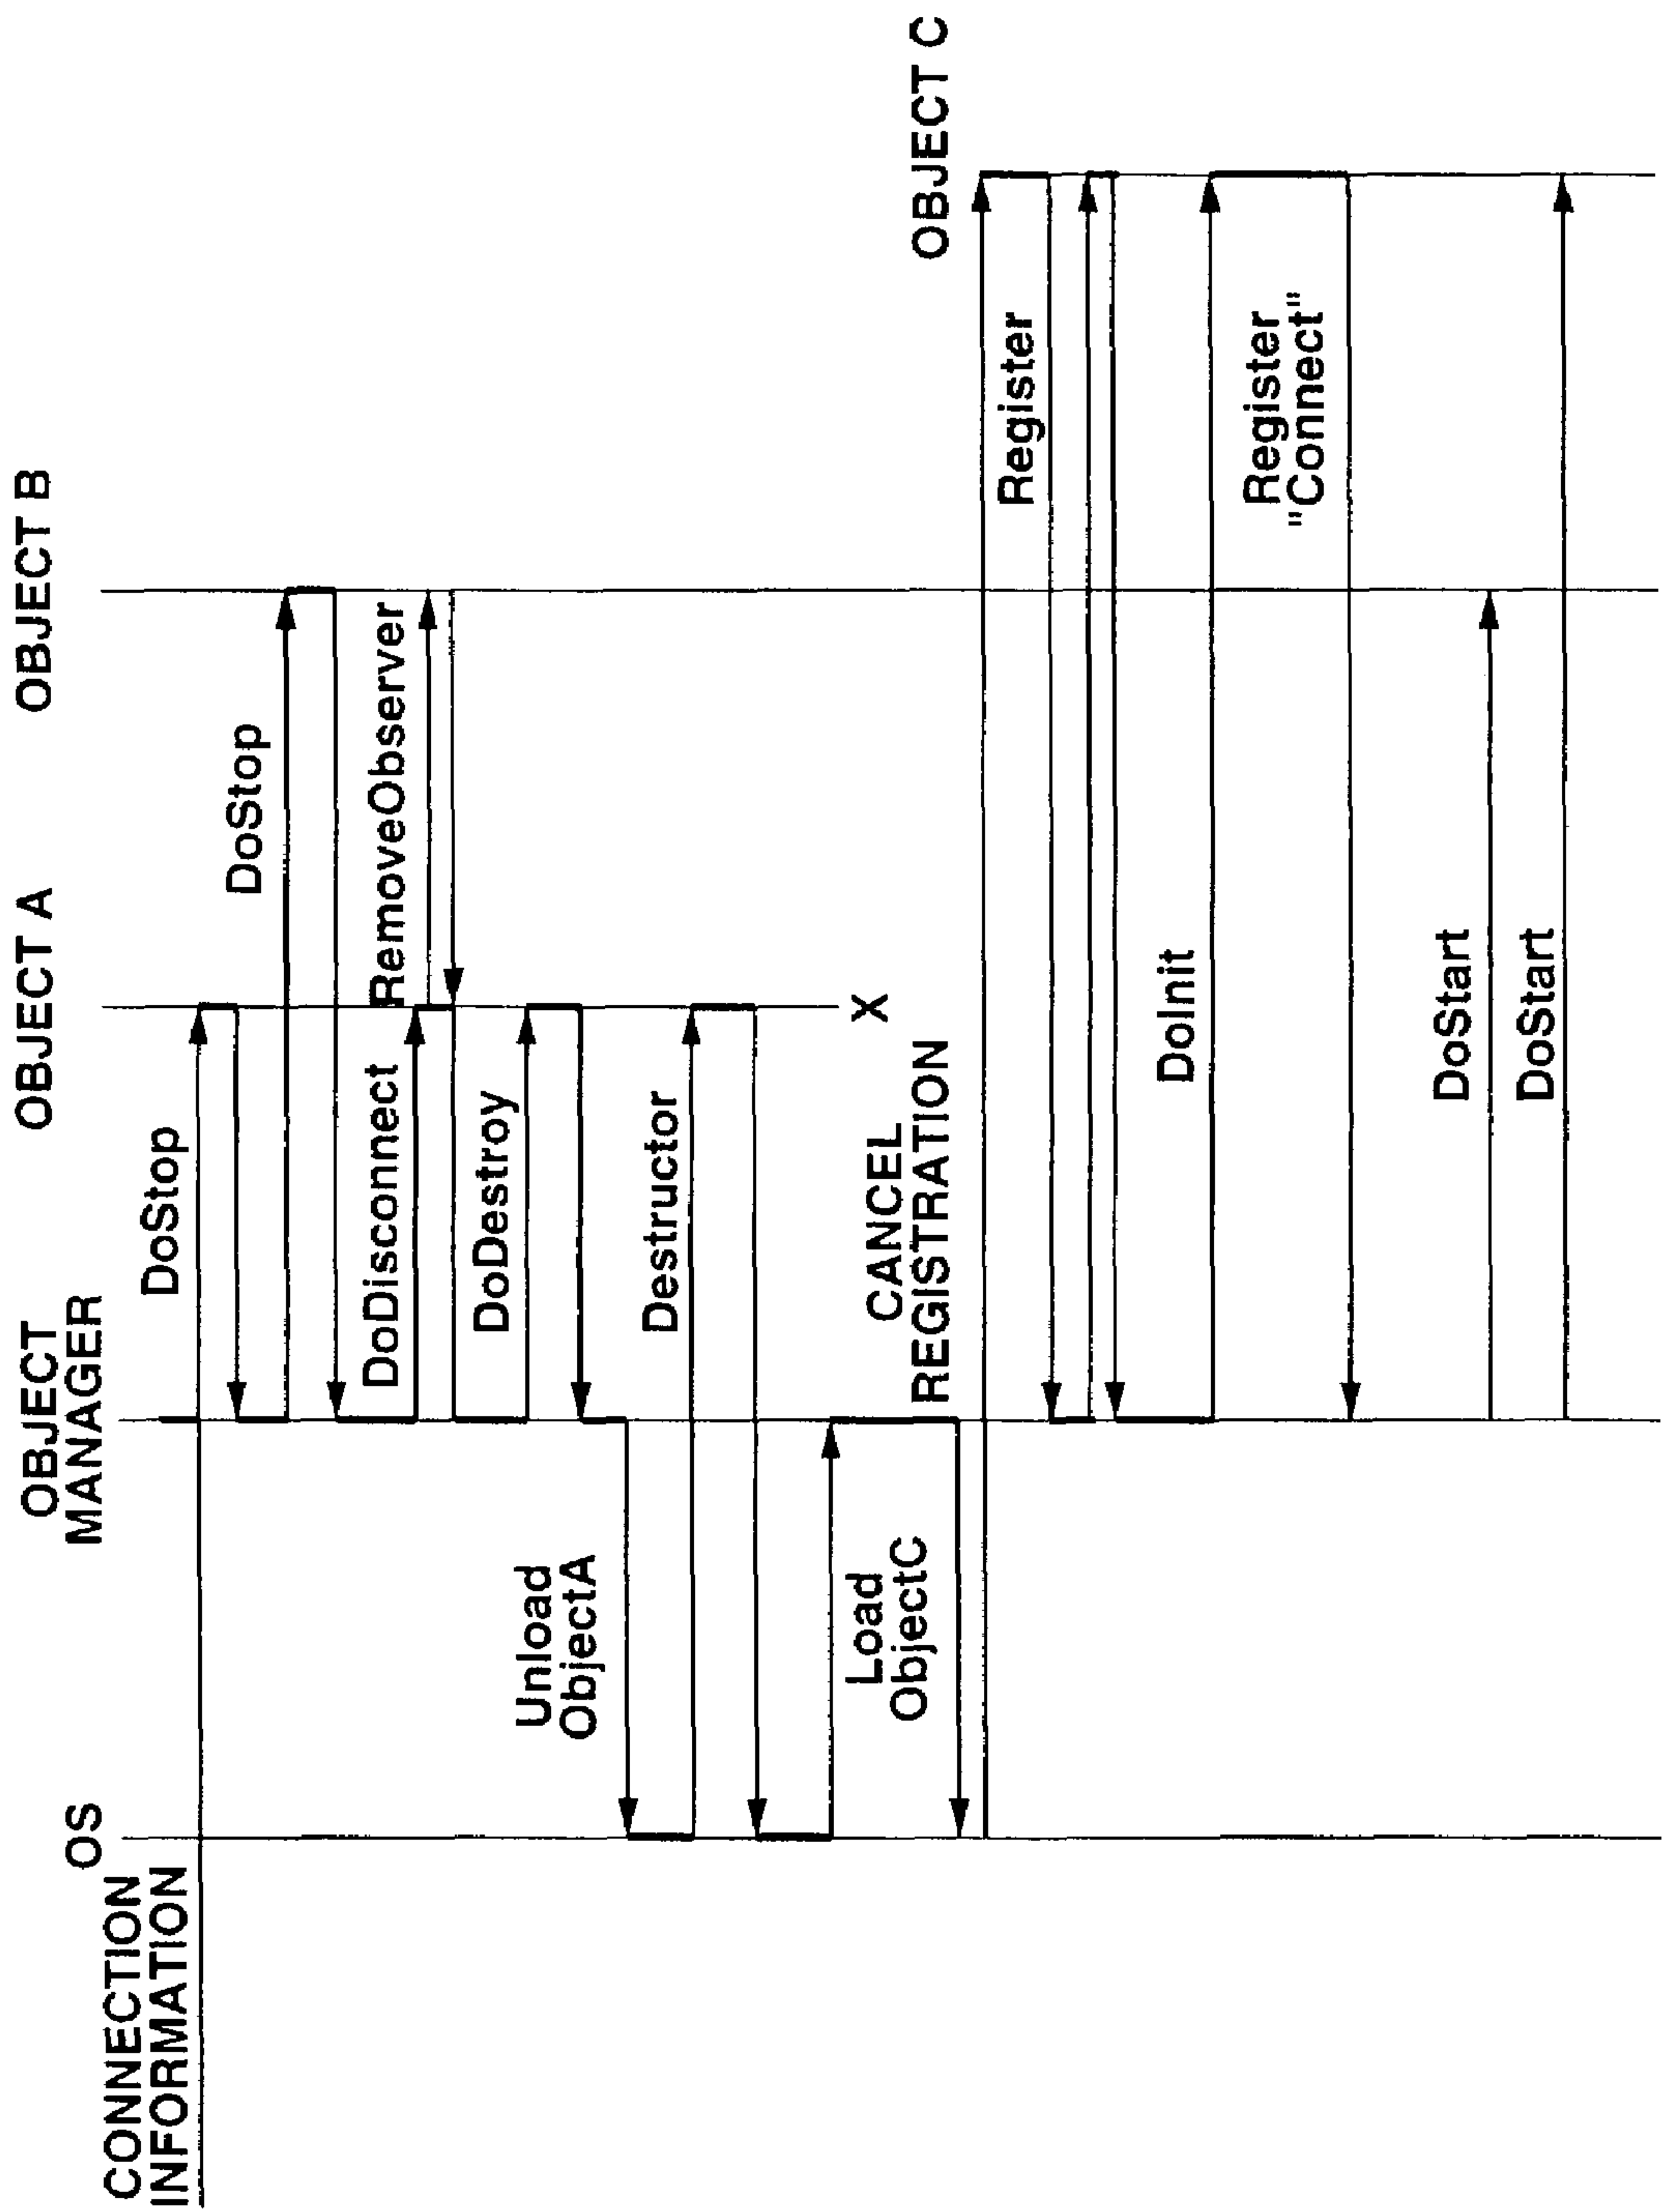 CONNECTION
INFORMATION
OS
OBJECT
MANAGER
OBJECT A
OBJECT B
DoStop
DoStop
DoDisconnect
RemoveObserver
DoDestroy
Unload
ObjectA
Destructor
X
Load
ObjectC
CANCEL
REGISTRATION
OBJECT C
Register
DoInit
Register
"Connect"
DoStart
DoStart